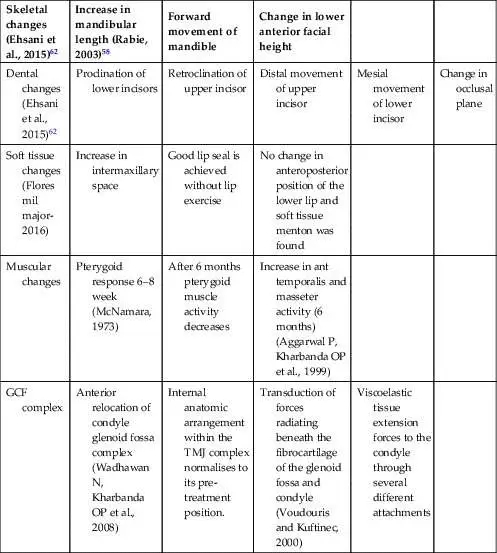 Skeletal
changes
(Ehsani et
al., 2015)62
Increase in
mandibular
length (Rabie,
2003)58
Forward
movement of
mandible
Change in lower
anterior facial
height
Dental
changes
(Ehsani
et al.,
2015)62
Prodination of
lower incisors
Retroclination of
upper incisor
Distal movement
of upper
incisor
Mesial
movement
of lower
incisor
Change in
occlusal
plane
Soft tissue
changes
(Flores
mil
major-
2016)
Increase in
intermaxillary
space
Good lip seal is
achieved
without lip
exercise
No change in
anteroposterior
position of the
lower lip and
soft tissue
menton was
found
Muscular
changes
Pterygoid
response 6–8
week
(McNamara,
1973)
After 6 months
pterygoid
muscle
activity
decreases
Increase in ant
temporalis and
masseter
activity (6
months)
(Aggarwal P,
Kharbanda OP
et al., 1999)
GCF
complex
Anterior
relocation of
condyle
glenoid fossa
complex
(Wadhawan
N,
Kharbanda
OP et al.,
2008)
Internal
anatomic
arrangement
within the
TMJ complex
normalises to
its pre-
treatment
position.
Transduction of
forces
radiating
beneath the
fibrocartilage
of the glenoid
fossa and
condyle
(Voudouris
and Kuftinec,
2000)
Viscoelastic
tissue
extension
forces to the
condyle
through
several
different
attachments